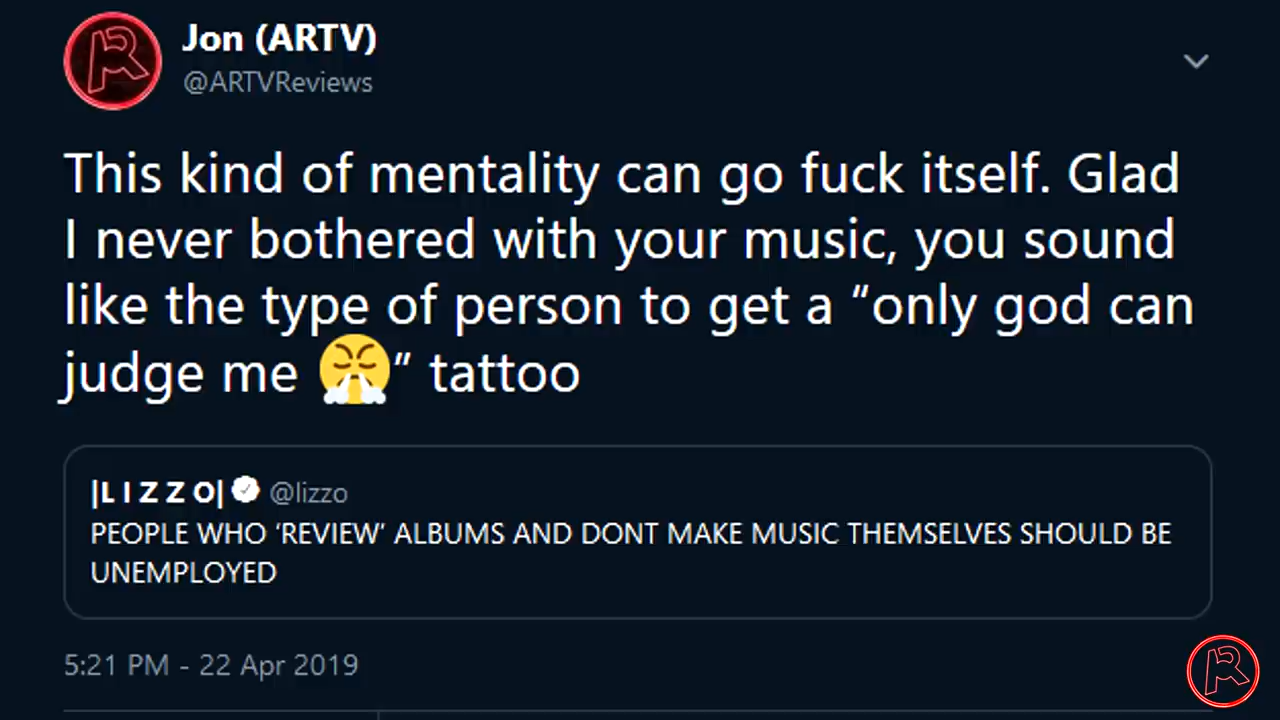 Jon (ARTV)
@ARTVReviews
This kind of mentality can go fuck itself. Glad
I never bothered with your music, you sound
like the type of person to get a “only god can
judge me 😤” tattoo
|L I Z Z O| @lizzo
PEOPLE WHO ‘REVIEW’ ALBUMS AND DONT MAKE MUSIC THEMSELVES SHOULD BE
UNEMPLOYED
5:21 PM - 22 Apr 2019